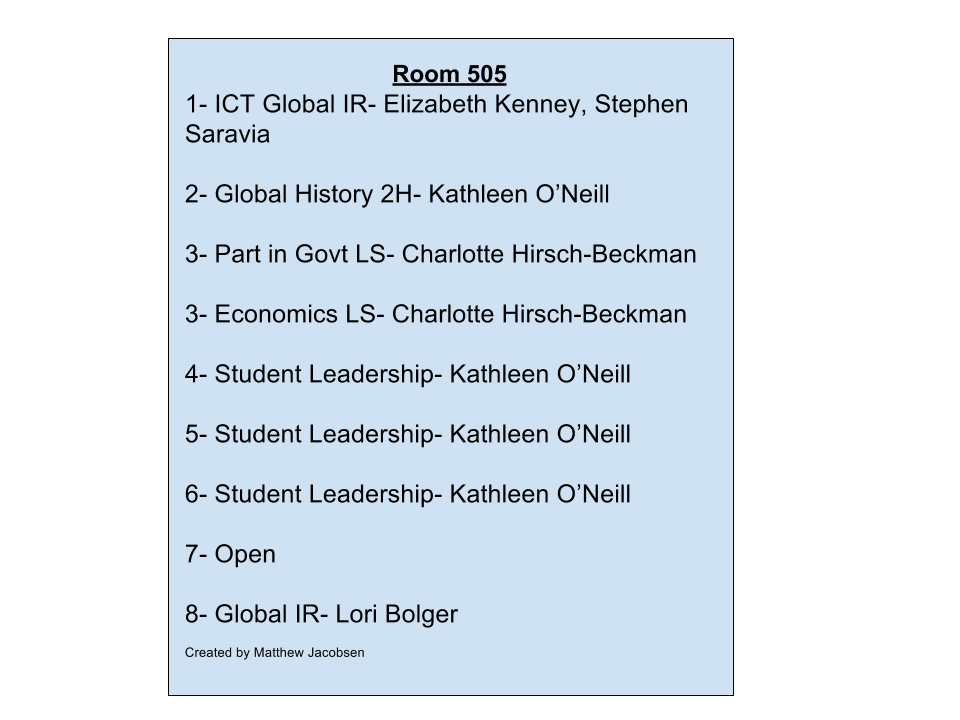 Room 505
1- ICT Global IR- Elizabeth Kenney, Stephen
Saravia
2- Global History 2H- Kathleen O’Neill
3- Part in Govt LS- Charlotte Hirsch-Beckman
3- Economics LS- Charlotte Hirsch-Beckman
4- Student Leadership- Kathleen O’Neill
5- Student Leadership- Kathleen O’Neill
6- Student Leadership- Kathleen O’Neill
7- Open
8- Global IR- Lori Bolger
Created by Matthew Jacobsen